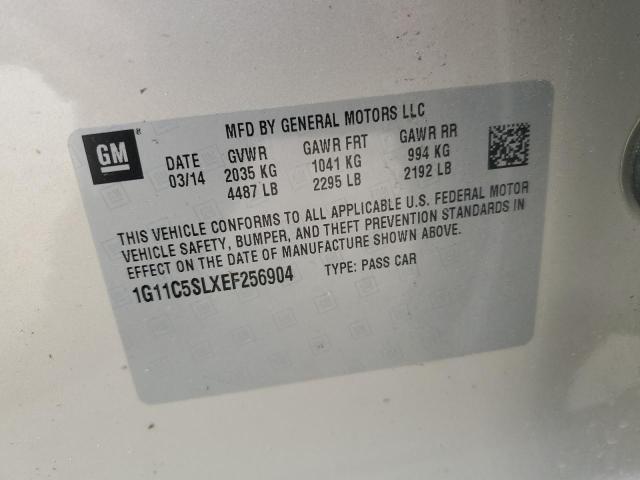 GM ®
MFD BY GENERAL MOTORS LLC
DATE GVWR GAWR FRT GAWR RR
03/14 2035 KG 1041 KG 994 KG
4487 LB 2295 LB 2192 LB
THIS VEHICLE CONFORMS TO ALL APPLICABLE U.S. FEDERAL MOTOR
VEHICLE SAFETY, BUMPER, AND THEFT PREVENTION STANDARDS IN
EFFECT ON THE DATE OF MANUFACTURE SHOWN ABOVE.
1G11C5SLXEF256904 TYPE: PASS CAR